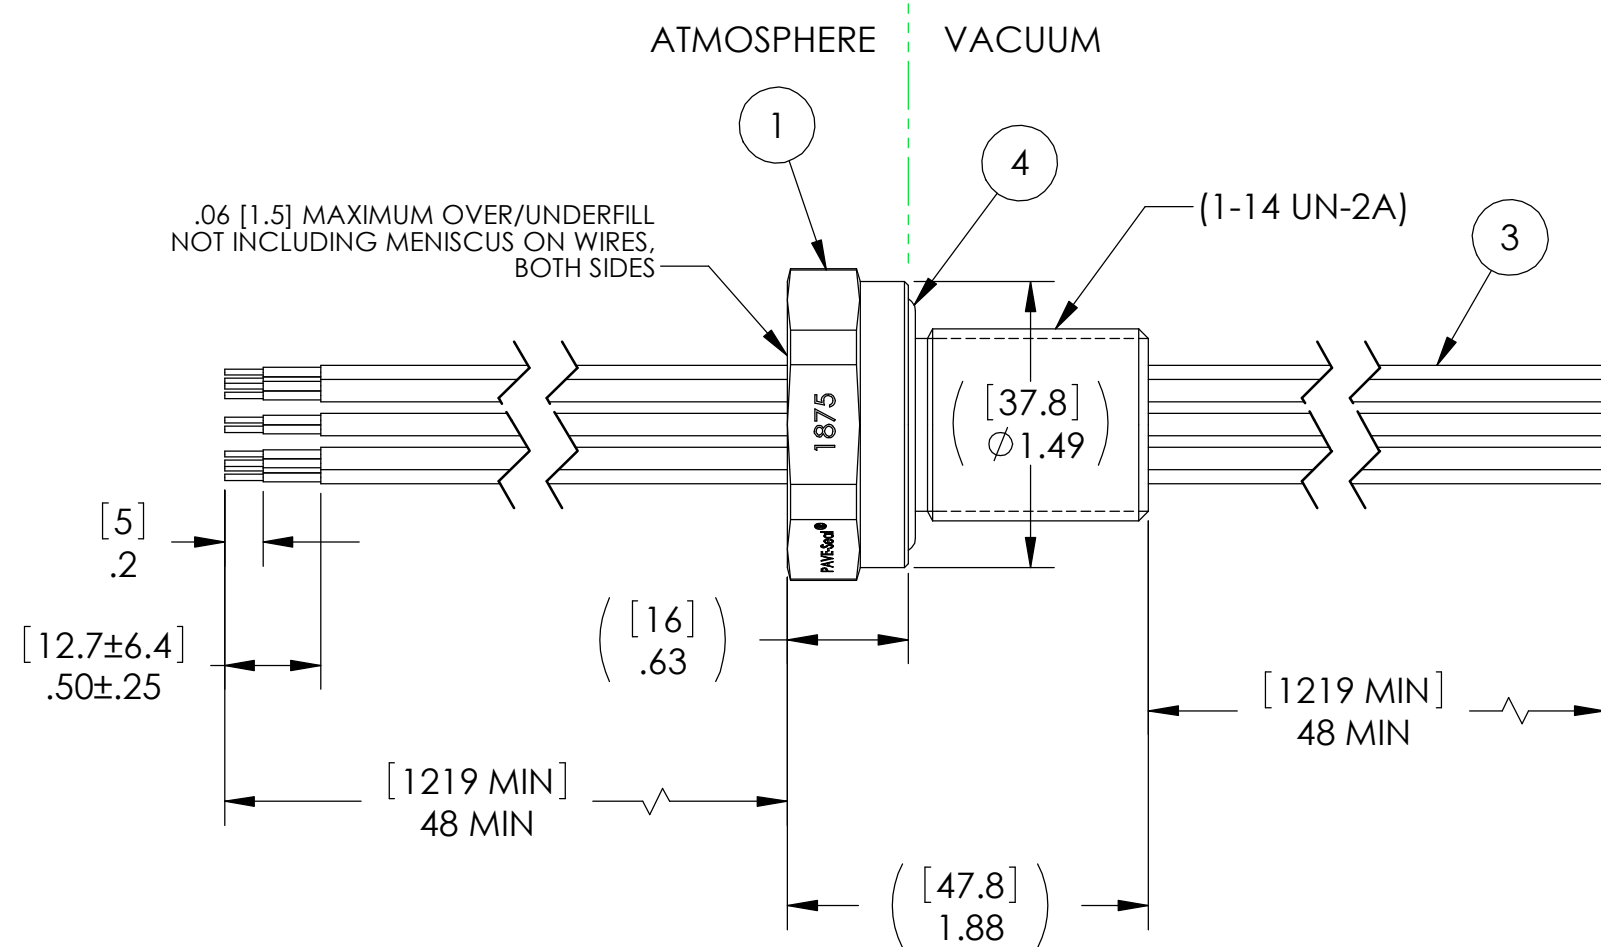 ATMOSPHERE
VACUUM
1
4
(1-14 UN-2A)
3
.06 [1.5] MAXIMUM OVER/UNDERFILL
NOT INCLUDING MENISCUS ON WIRES,
BOTH SIDES
1875
PAVE-Seal®
([37.8]
Ø1.49)
[5]
.2
[12.7±6.4]
.50±.25
([16]
.63)
[1219 MIN]
48 MIN
[1219 MIN]
48 MIN
([47.8]
1.88)